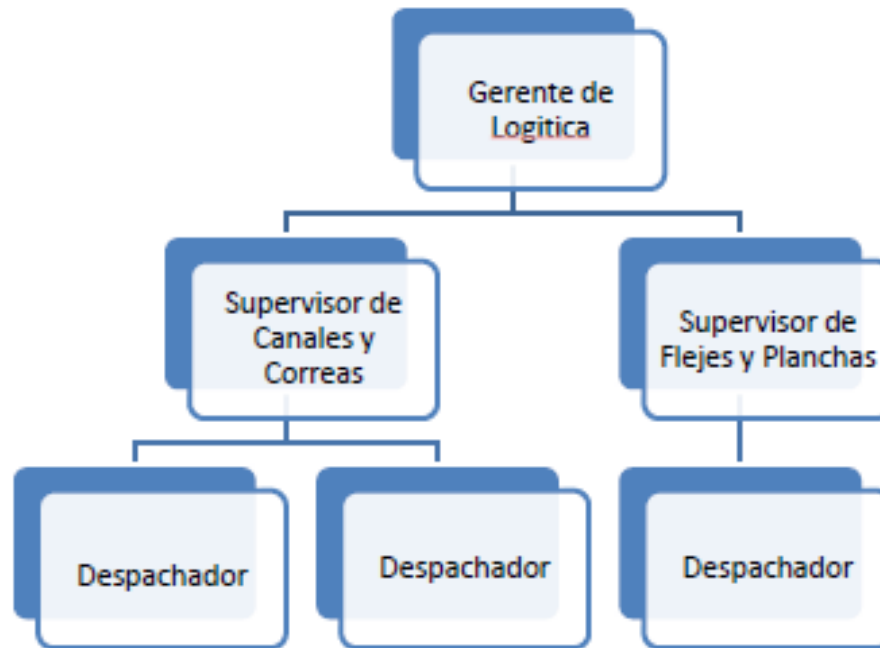 Gerente de
Logitica
Supervisor de
Canales y
Correas
Supervisor de
Flejes y Planchas
Despachador
Despachador
Despachador